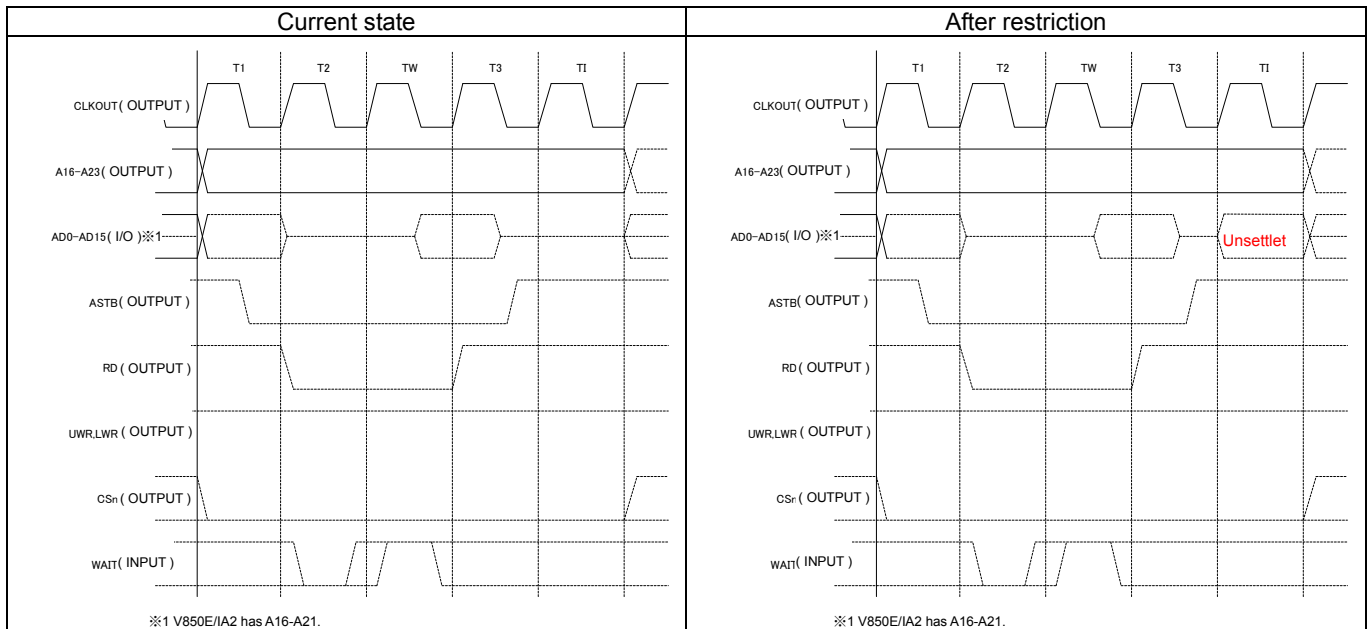 Current state
T1 T2 TW T3 TI
CLKOUT( OUTPUT )
A16-A23( OUTPUT )
AD0-AD15( I/O )※1
ASTB( OUTPUT )
RD( OUTPUT )
UWR,LWR( OUTPUT )
CSn( OUTPUT )
WAIT( INPUT )
※1 V850E/IA2 has A16-A21.
After restriction
T1 T2 TW T3 TI
CLKOUT( OUTPUT )
A16-A23( OUTPUT )
AD0-AD15( I/O )※1
Unsettlet
ASTB( OUTPUT )
RD( OUTPUT )
UWR,LWR( OUTPUT )
CSn( OUTPUT )
WAIT( INPUT )
※1 V850E/IA2 has A16-A21.